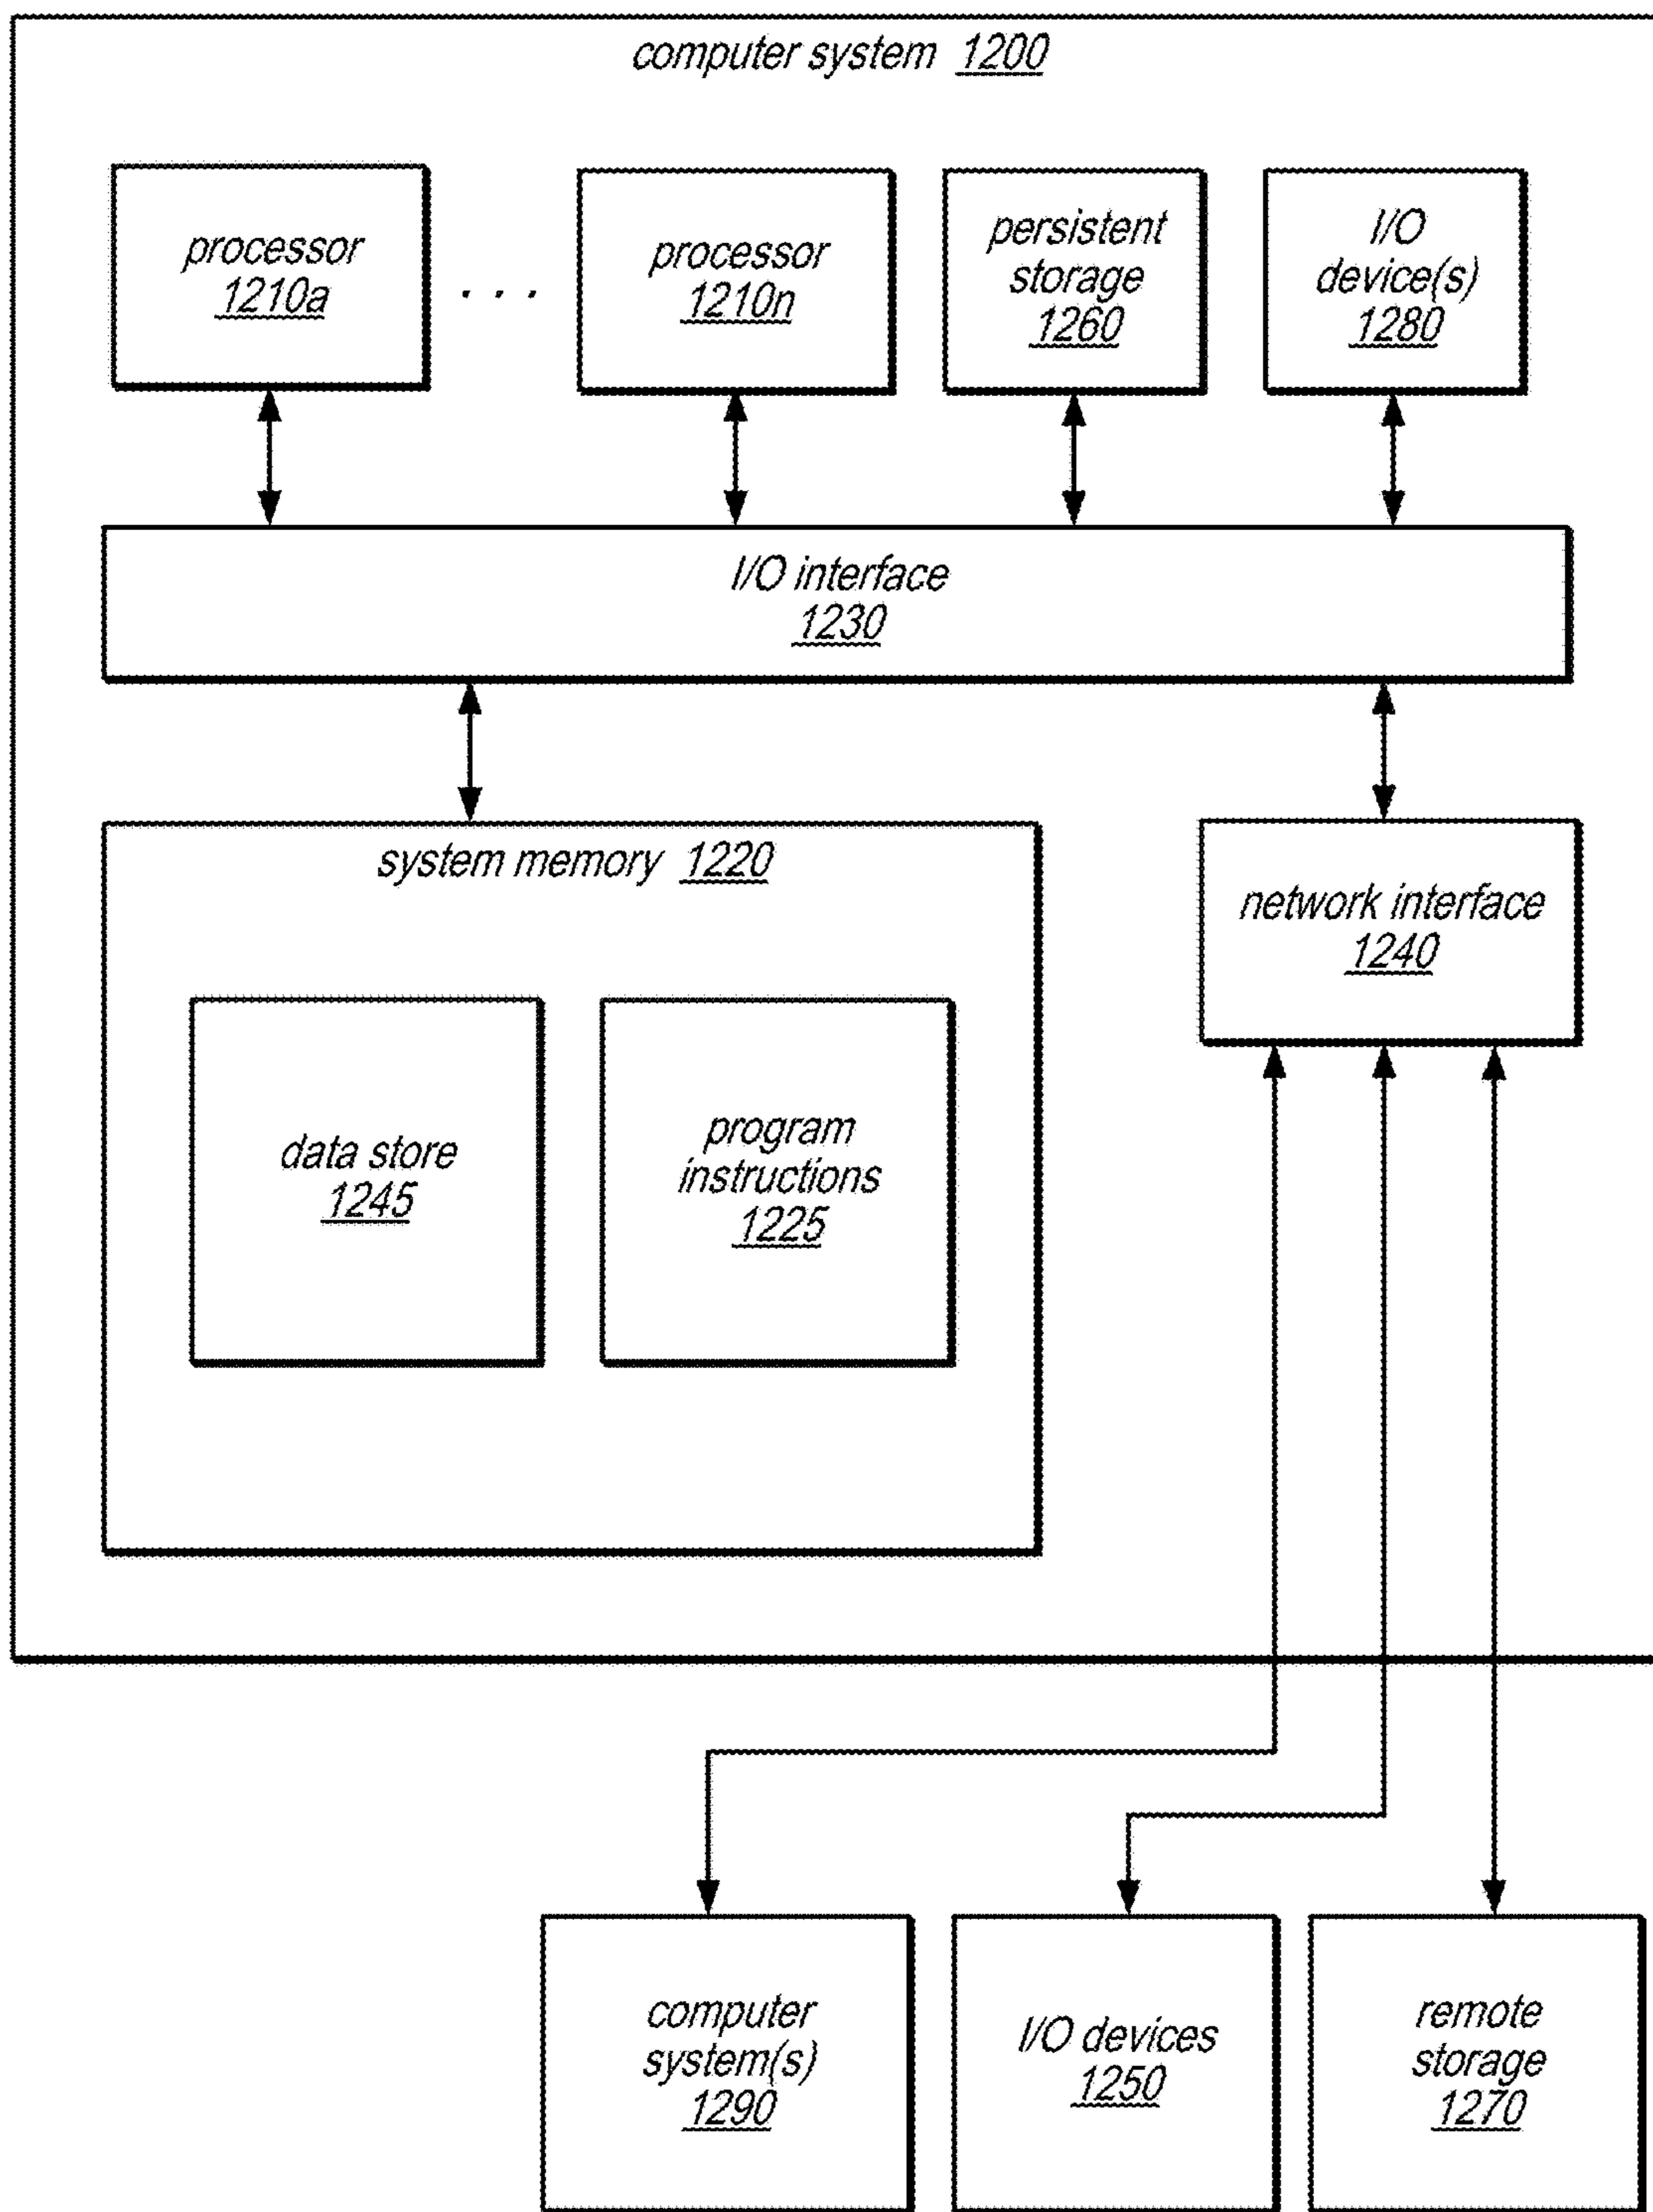 computer system 1200
processor
1210a
. . .
processor
1210n
persistent
storage
1260
I/O
device(s)
1280
I/O interface
1230
system memory 1220
network interface
1240
data store
1245
program
instructions
1225
computer
system(s)
1290
I/O devices
1250
remote
storage
1270